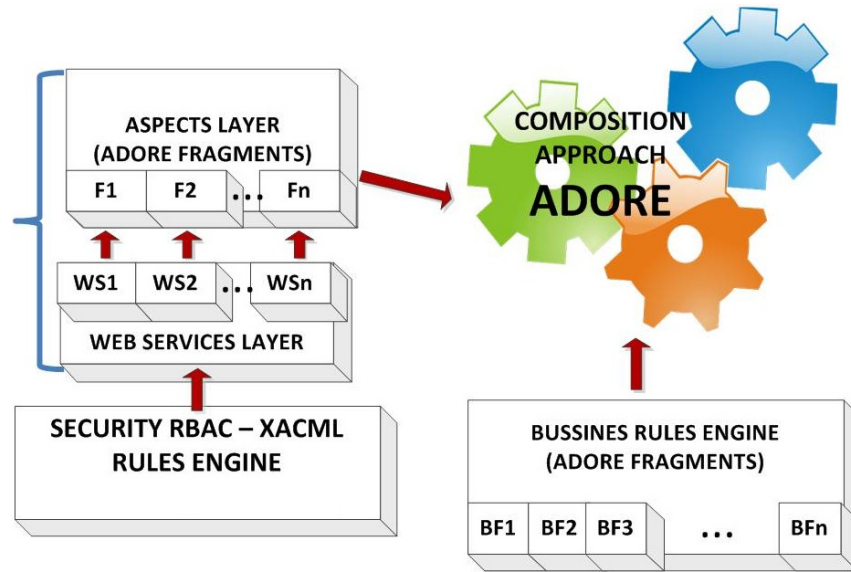 ASPECTS LAYER
(ADORE FRAGMENTS)
F1 F2 ... Fn
WS1 WS2 ... WSn
WEB SERVICES LAYER
SECURITY RBAC – XACML
RULES ENGINE
COMPOSITION
APPROACH
ADORE
BUSSINES RULES ENGINE
(ADORE FRAGMENTS)
BF1 BF2 BF3 ... BFn